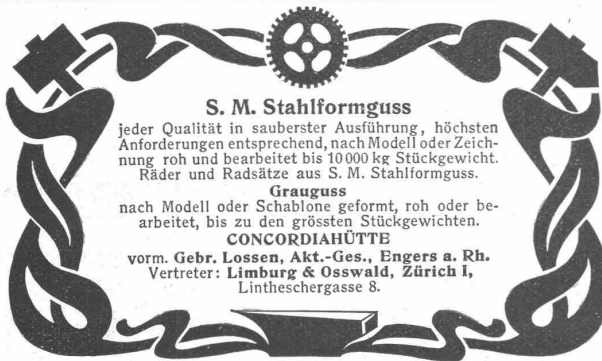 S. M. Stahlformguss
jeder Qualität in sauberster Ausführung, höchsten
Anforderungen entsprechend, nach Modell oder Zeich-
nung roh und bearbeitet bis 10000 kg Stückgewicht.
Räder und Radsätze aus S. M. Stahlformguss.
Grauguss
nach Modell oder Schablone geformt, roh oder be-
arbeitet, bis zu den grössten Stückgewichten.
CONCORDIAHÜTTE
vorm. Gebr. Lossen, Akt.-Ges., Engers a. Rh.
Vertreter: Limburg & Osswald, Zürich I,
Lintheschergasse 8.